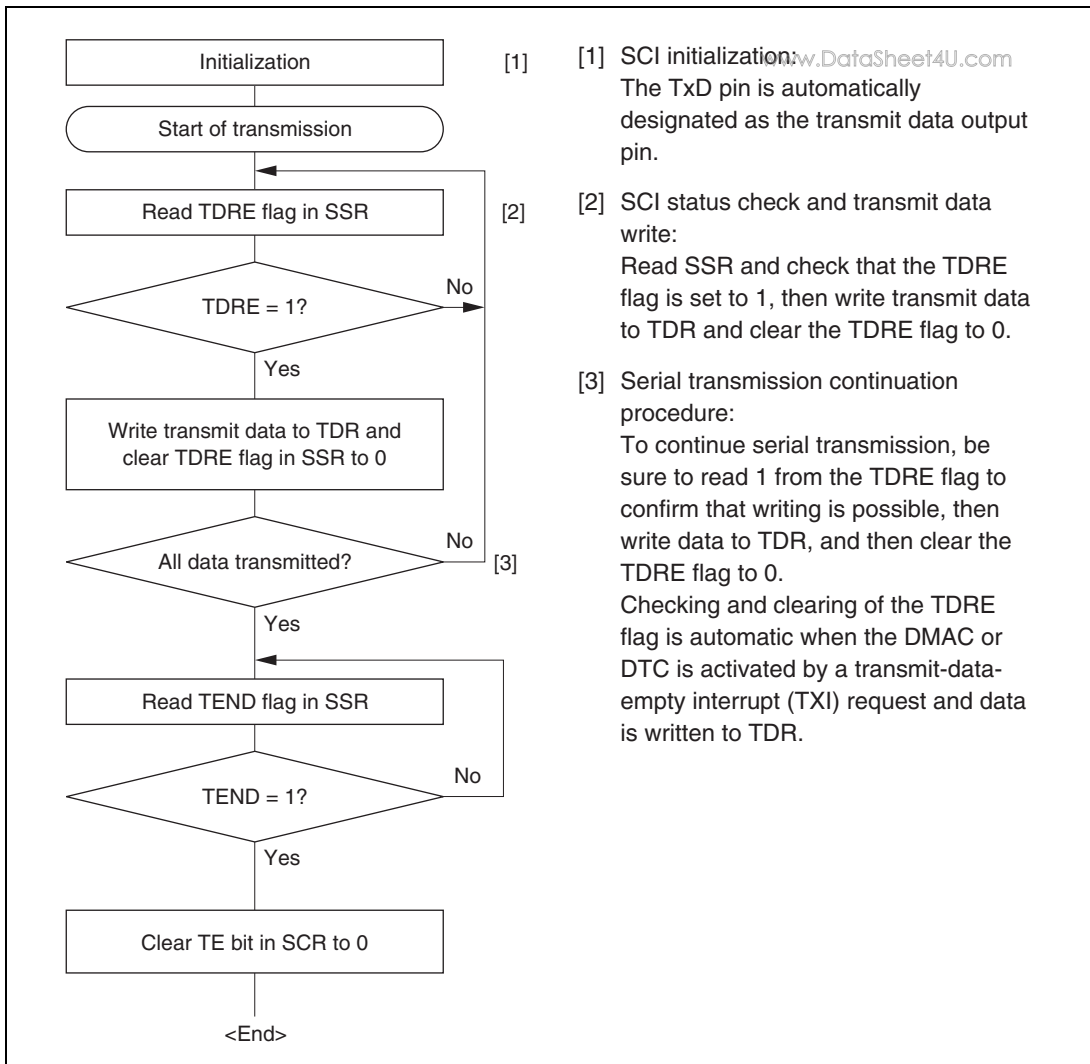 Initialization
[1]
Start of transmission
Read TDRE flag in SSR
[2]
TDRE = 1?
No
Yes
Write transmit data to TDR and
clear TDRE flag in SSR to 0
All data transmitted?
No
[3]
Yes
Read TEND flag in SSR
TEND = 1?
No
Yes
Clear TE bit in SCR to 0
<End>
[1] SCI initialization:
www.DataSheet4U.com
The TxD pin is automatically
designated as the transmit data output
pin.
[2] SCI status check and transmit data
write:
Read SSR and check that the TDRE
flag is set to 1, then write transmit data
to TDR and clear the TDRE flag to 0.
[3] Serial transmission continuation
procedure:
To continue serial transmission, be
sure to read 1 from the TDRE flag to
confirm that writing is possible, then
write data to TDR, and then clear the
TDRE flag to 0.
Checking and clearing of the TDRE
flag is automatic when the DMAC or
DTC is activated by a transmit-data-
empty interrupt (TXI) request and data
is written to TDR.